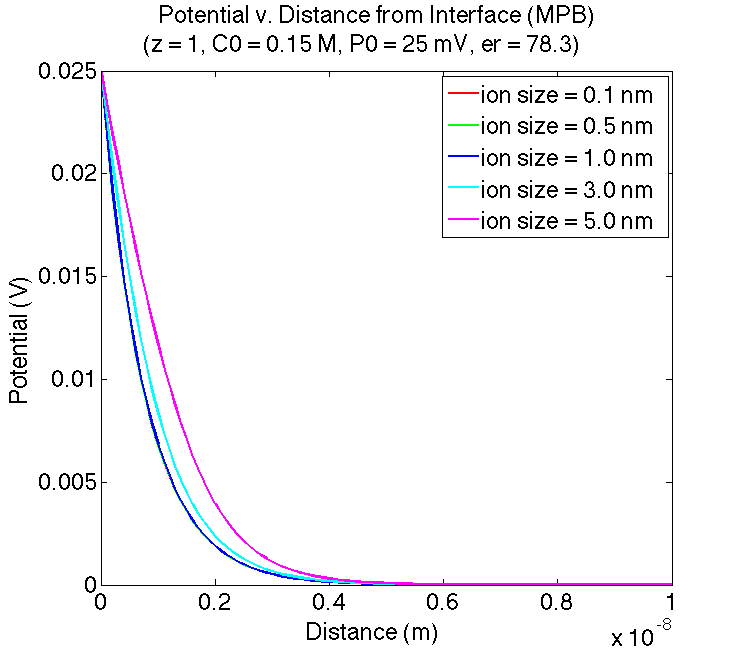 Potential v. Distance from Interface (MPB)
(z = 1, C0 = 0.15 M, P0 = 25 mV, er = 78.3)
0.025
0.02
0.015
0.01
0.005
0
Potential (V)
ion size = 0.1 nm
ion size = 0.5 nm
ion size = 1.0 nm
ion size = 3.0 nm
ion size = 5.0 nm
0 0.2 0.4 0.6 0.8 1
Distance (m)
x 10⁻⁸